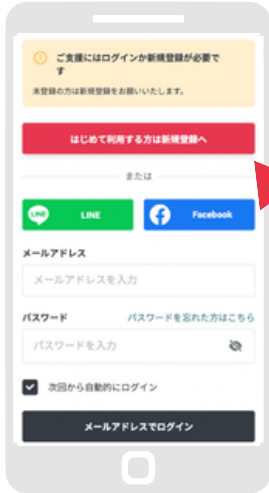 ご支援にはログインか新規登録が必要で
す
未登録の方は新規登録をお願いいたします。
はじめて利用する方は新規登録へ
または
LINE LINE
Facebook
メールアドレス
メールアドレスを入力
パスワード パスワードを忘れた方はこちら
パスワードを入力
次回から自動的にログイン
メールアドレスでログイン